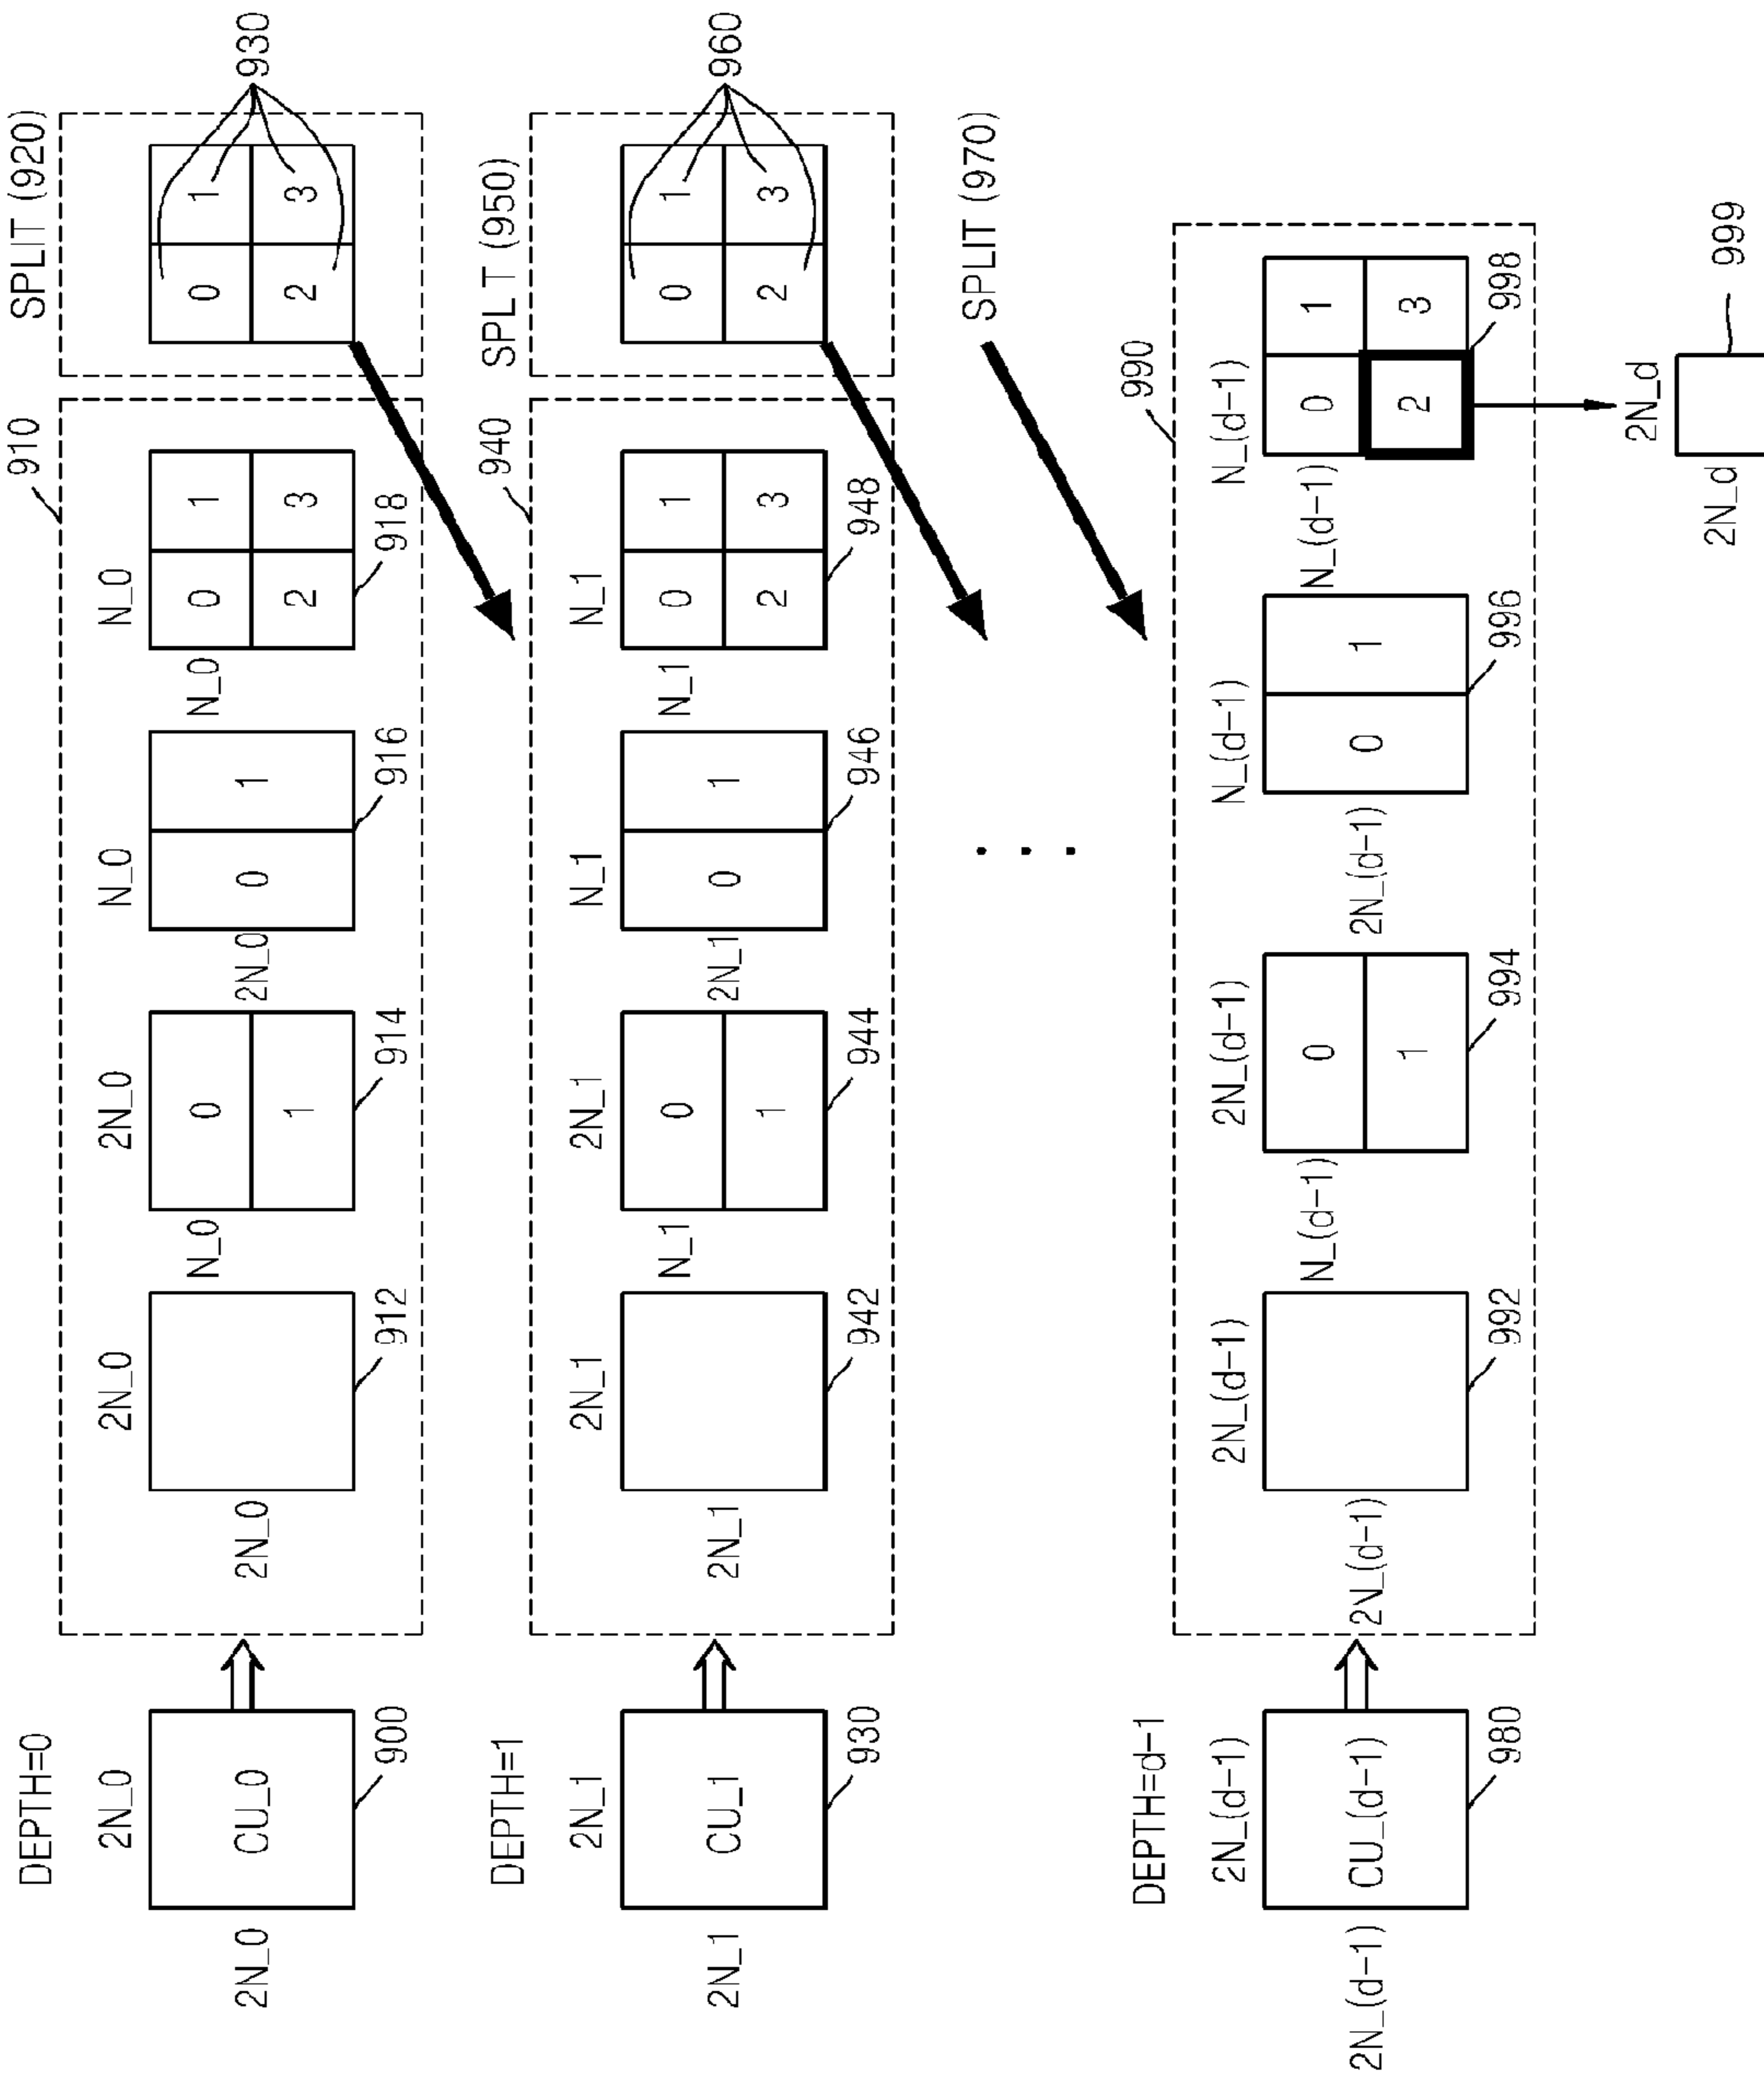 DEPTH=0
2N_0
2N_0
CU_0
900
910
2N_0
2N_0
912
2N_0
N_0
0
1
914
N_0
2N_0
0
1
916
N_0
N_0
0
1
2
3
918
SPLIT (920)
0
1
2
3
930
DEPTH=1
2N_1
2N_1
CU_1
930
940
2N_1
2N_1
942
2N_1
N_1
0
1
944
N_1
2N_1
0
1
946
N_1
N_1
0
1
2
3
948
SPLIT (950)
0
1
2
3
960
SPLIT (970)
DEPTH=d-1
2N_(d-1)
2N_(d-1)
CU_(d-1)
980
990
2N_(d-1)
2N_(d-1)
992
2N_(d-1)
N_(d-1)
0
1
994
N_(d-1)
2N_(d-1)
0
1
996
N_(d-1)
N_(d-1)
0
1
2
3
998
2N_d
2N_d
999